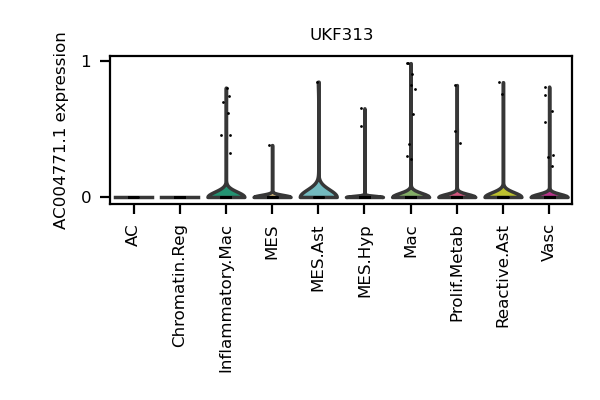 UKF313
AC004771.1 expression
1
0
AC
Chromatin.Reg
Inflammatory.Mac
MES
MES.Ast
MES.Hyp
Mac
Prolif.Metab
Reactive.Ast
Vasc